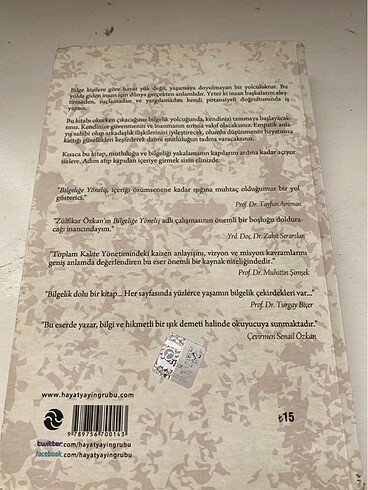 Bilge kişilere göre hayat yük değil, yaşamaya doyulmayan bir yolculuktur. Bu
yolda giden insan için dünya gerçekten anlamlıdır. Yeter ki insan başkalarını eleş-
tirmeden, suçlamadan ve yargılamadan kendi potansiyeli doğrultusunda iş
yapsın.
Bu kitabı okurken çıkacağınız bilgelik yolculuğunda, kendinizi tanımaya başlayacak-
sınız. Kendinize güvenmenin ve inanmanın sırrına vakıf olacaksınız. Empatik anla-
yış sahibi olup arkadaşlık ilişkilerinizi iyileştirecek, olumlu düşünmenin hayatınıza
kattığı güzellikleri keşfederek daimi mutluluğun tadına varacaksınız.
Kısaca bu kitap, mutluluğu ve bilgeliği yakalamanın kapılarını ardına kadar açıyor
sizlere. Adım atıp kapıdan içeriye girmek sizin elinizde.
"Bilgeliğe Yöneliş, içeriği örümsenene kadar ışığına muhtaç olduğumuz bir yol
gösterici."
Prof. Dr. Tayfun Amman
"Zülfikar Özkan'ın Bilgeliğe Yöneliş adlı çalışmasının önemli bir boşluğu doldura-
cağı inancındayım."
Yrd. Doç. Dr. Zahit Serarslan
"Toplam Kalite Yönetimindeki kaizen anlayışını, vizyon ve misyon kavramlarını
geniş anlamda değerlendiren bu eser önemli bir kaynak niteliğindedir."
Prof. Dr. Muhittin Şimşek
"Bilgelik dolu bir kitap... Her sayfasında yüzlerce yaşamın bilgelik çekirdekleri var..."
Prof. Dr. Turgay Biçer
"Bu eserde yazar, bilgi ve hikmetli bir ışık demeti halinde okuyucuya sunmaktadır."
Çevirmen Senail Özkan
www.hayatyayingrubu.com
9 789756 700143
₺15
twitter.com/hayatyayingrubu
facebook.com/hayatyayingrubu